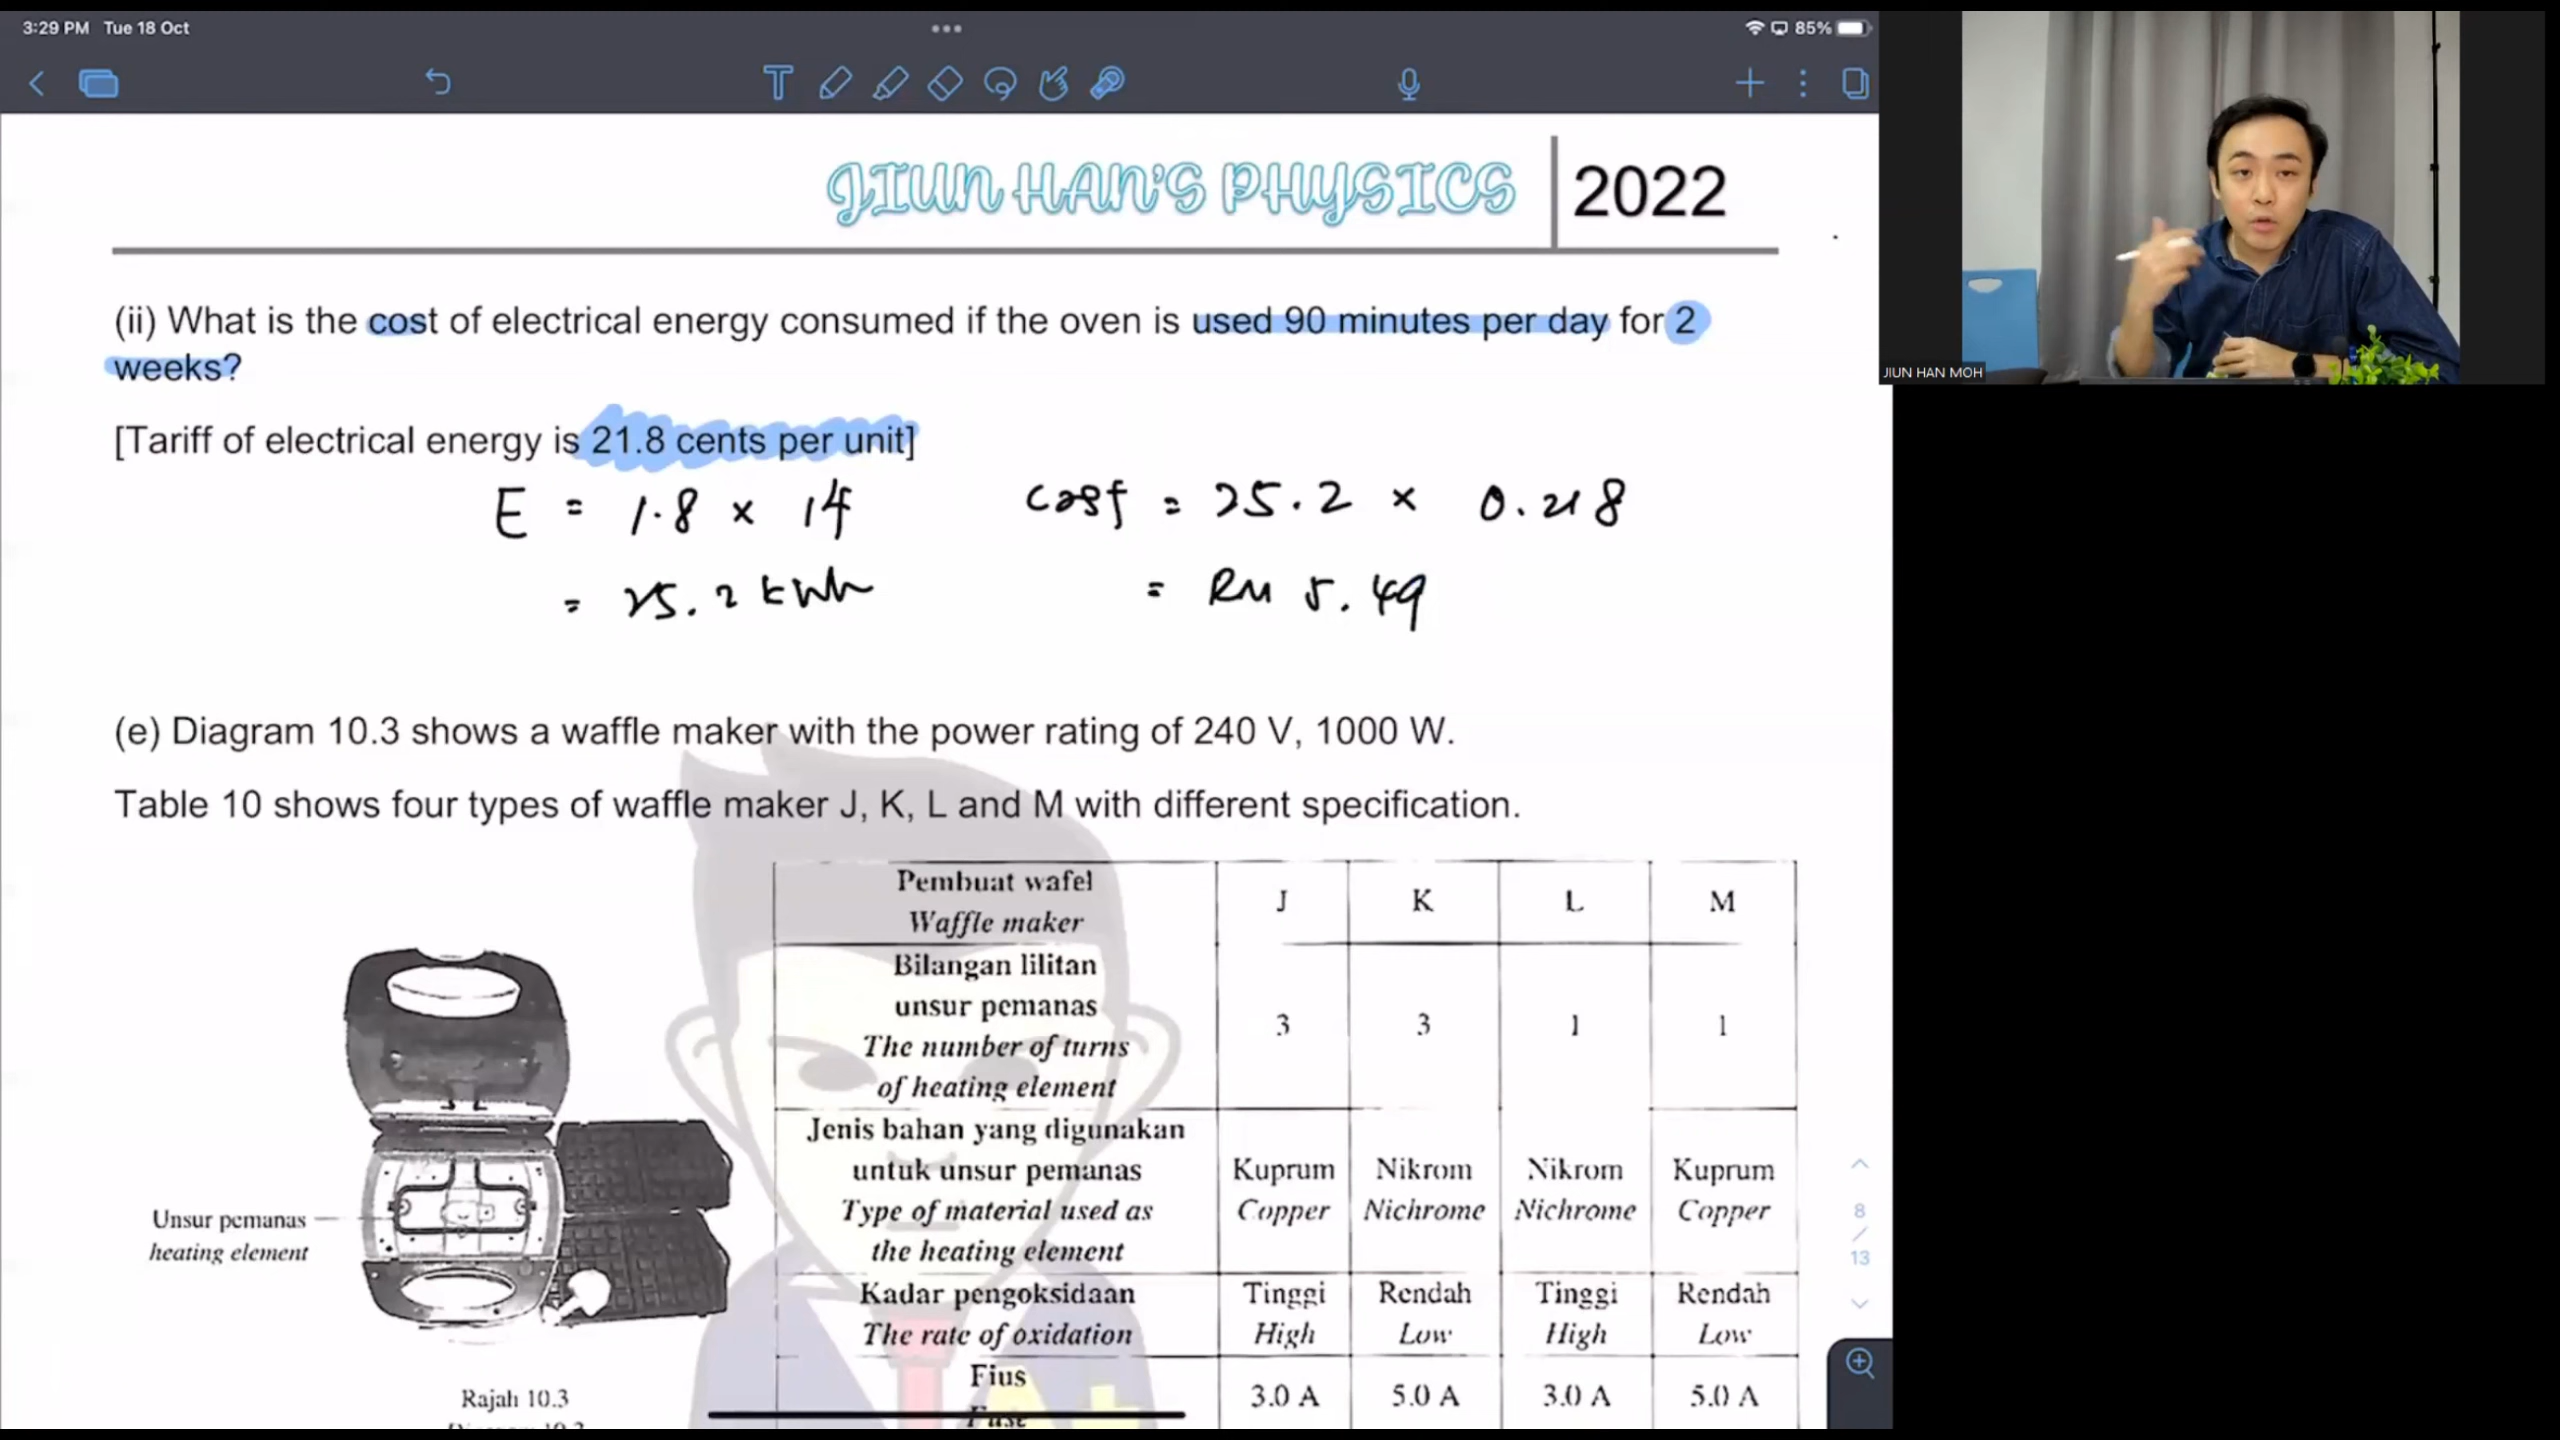 3:29 PM Tue 18 Oct
85%
JIUN HAN'S PHYSICS 2022
JIUN HAN MOH
(ii) What is the cost of electrical energy consumed if the oven is used 90 minutes per day for 2
weeks?
[Tariff of electrical energy is 21.8 cents per unit]
E = 1.8 × 14
= 25.2 kWh
cost = 25.2 × 0.218
= RM 5.49
(e) Diagram 10.3 shows a waffle maker with the power rating of 240 V, 1000 W.
Table 10 shows four types of waffle maker J, K, L and M with different specification.
Unsur pemanas
heating element
Rajah 10.3
Pembuat wafel
Waffle maker
J K L M
Bilangan lilitan
unsur pemanas
The number of turns
of heating element
3 3 1 1
Jenis bahan yang digunakan
untuk unsur pemanas
Type of material used as
the heating element
Kuprum Nikrom Nikrom Kuprum
Copper Nichrome Nichrome Copper
Kadar pengoksidaan
The rate of oxidation
Tinggi Rendah Tinggi Rendah
High Low High Low
Fius
Fuse
3.0 A 5.0 A 3.0 A 5.0 A
8
/
13